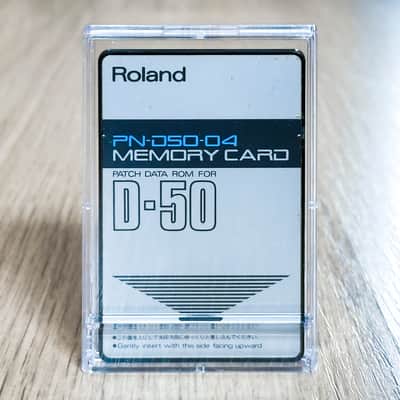 Roland
PN-D50-04
MEMORY CARD
PATCH DATA ROM FOR
D-50
●Gently insert with this side facing upward